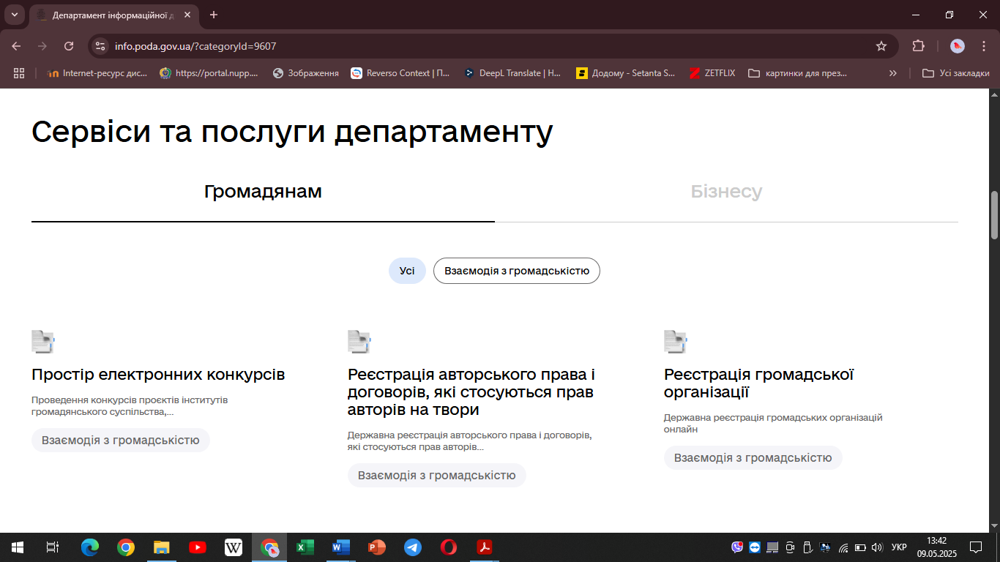 Департамент інформаційної д
info.poda.gov.ua/?categoryId=9607
Internet-ресурс дис...
https://portal.nupp....
Зображення
Reverso Context | П...
DeepL Translate | Н...
Додому - Setanta S...
ZETFLIX
картинки для през...
Усі закладки
Сервіси та послуги департаменту
Громадянам
Бізнесу
Усі
Взаємодія з громадськістю
Простір електронних конкурсів
Проведення конкурсів проєктів інститутів
громадянського суспільства,...
Взаємодія з громадськістю
Реєстрація авторського права і
договорів, які стосуються прав
авторів на твори
Державна реєстрація авторського права і договорів,
які стосуються прав авторів...
Взаємодія з громадськістю
Реєстрація громадської
організації
Державна реєстрація громадських організацій
онлайн
Взаємодія з громадськістю
УКР
13:42
09.05.2025